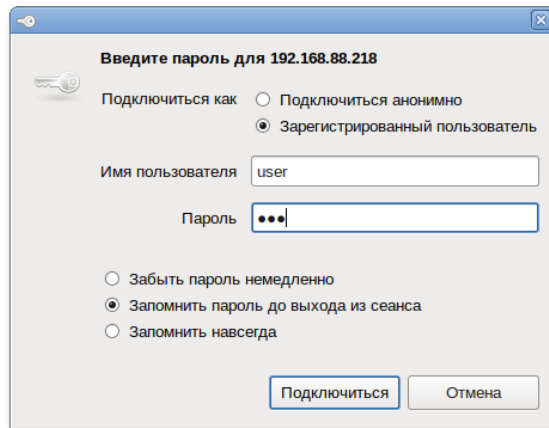 Введите пароль для 192.168.88.218
Подключиться как
Подключиться анонимно
Зарегистрированный пользователь
Имя пользователя user
Пароль •••
Забыть пароль немедленно
Запомнить пароль до выхода из сеанса
Запомнить навсегда
Подключиться Отмена